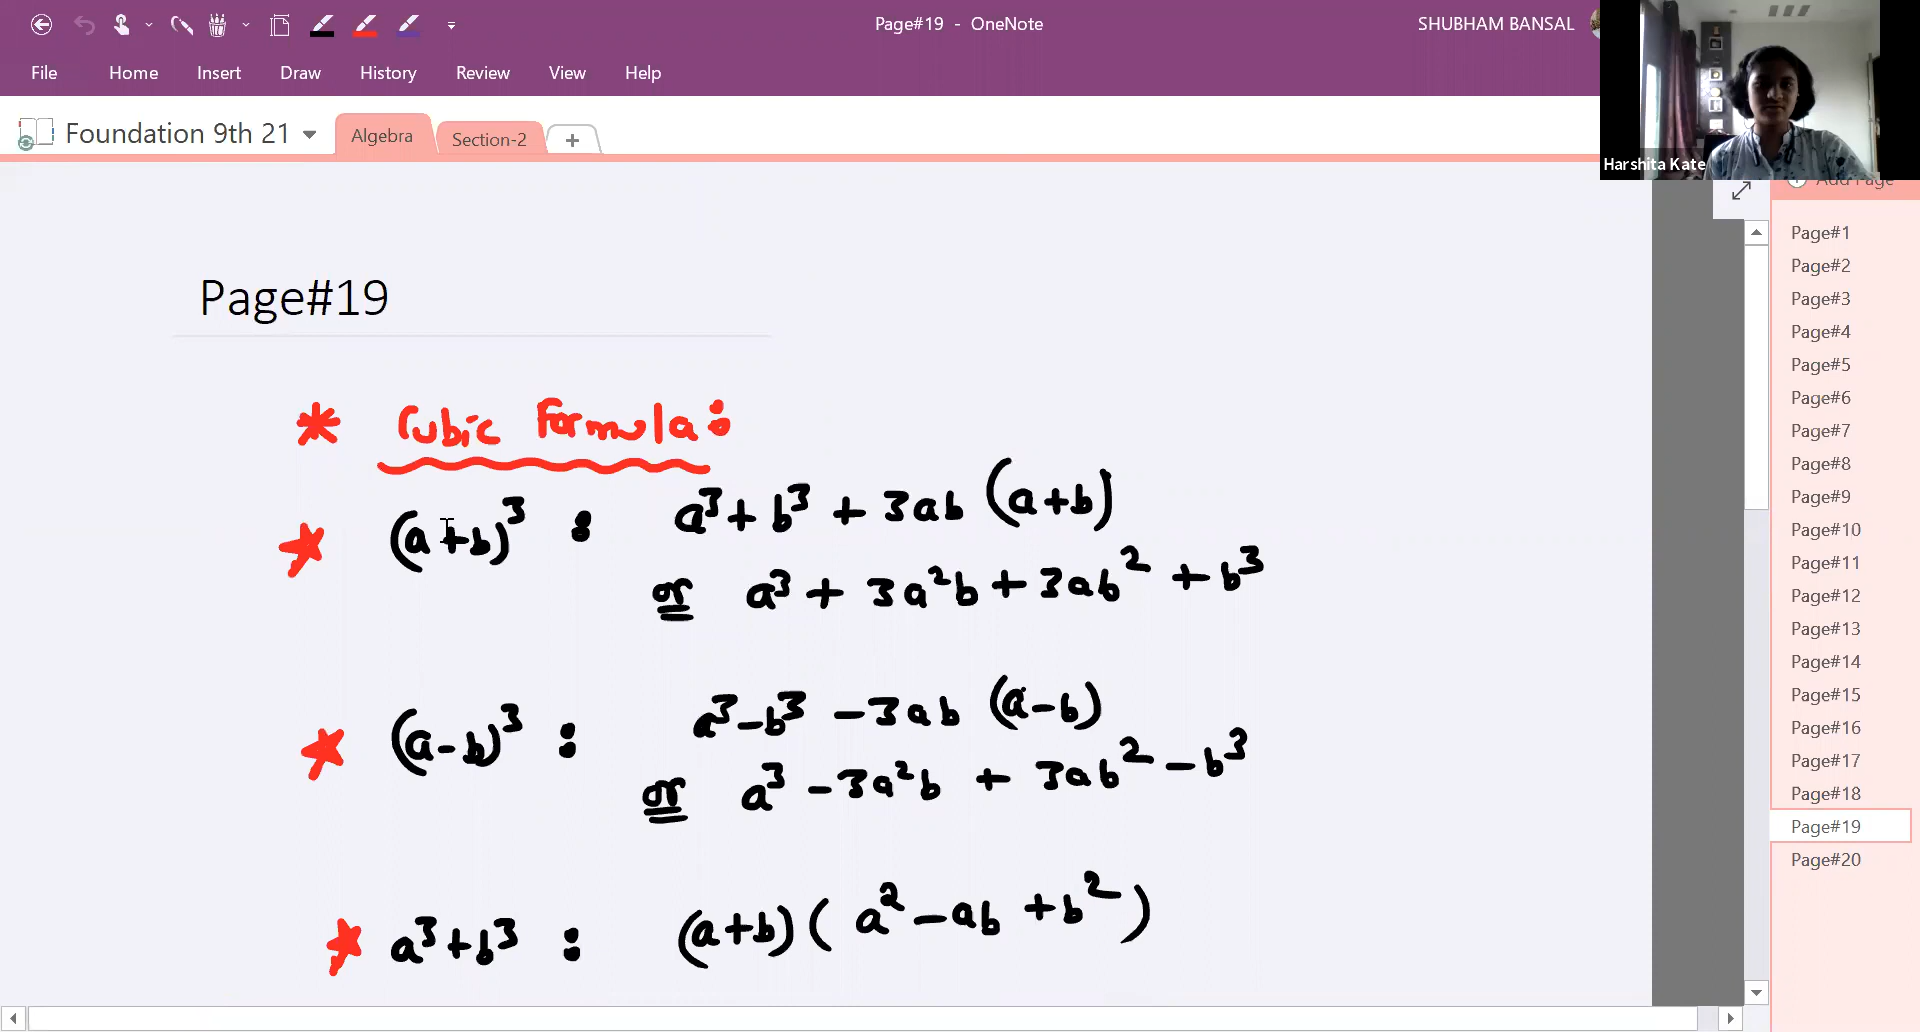 Page#19 - OneNote
SHUBHAM BANSAL
File Home Insert Draw History Review View Help
Harshita Kate
Foundation 9th 21
Algebra
Section-2
+
Add Page
Page#1
Page#2
Page#3
Page#4
Page#5
Page#6
Page#7
Page#8
Page#9
Page#10
Page#11
Page#12
Page#13
Page#14
Page#15
Page#16
Page#17
Page#18
Page#19
Page#20
Page#19
* Cubic Formula:
★ (a+b)³ : a³+b³ + 3ab (a+b)
or a³ + 3a²b + 3ab² + b³
★ (a-b)³ : a³-b³ -3ab (a-b)
or a³ -3a²b + 3ab² -b³
★ a³+b³ : (a+b)( a² -ab +b² )